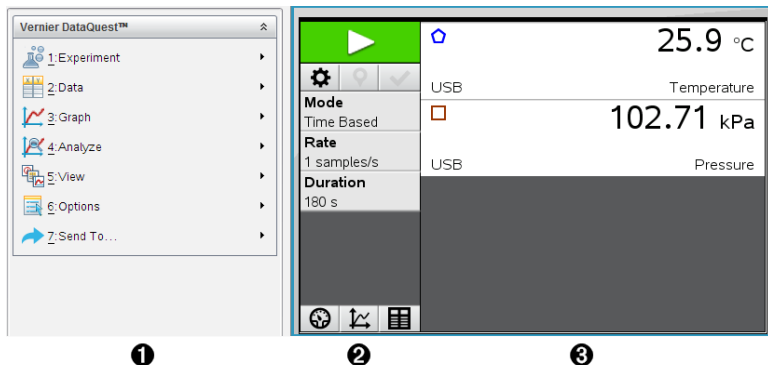 Vernier DataQuest™
1:Experiment
2:Data
3:Graph
4:Analyze
5:View
6:Options
7:Send To...
Mode
Time Based
Rate
1 samples/s
Duration
180 s
25.9 °C
USB Temperature
102.71 kPa
USB Pressure
❶ ❷ ❸